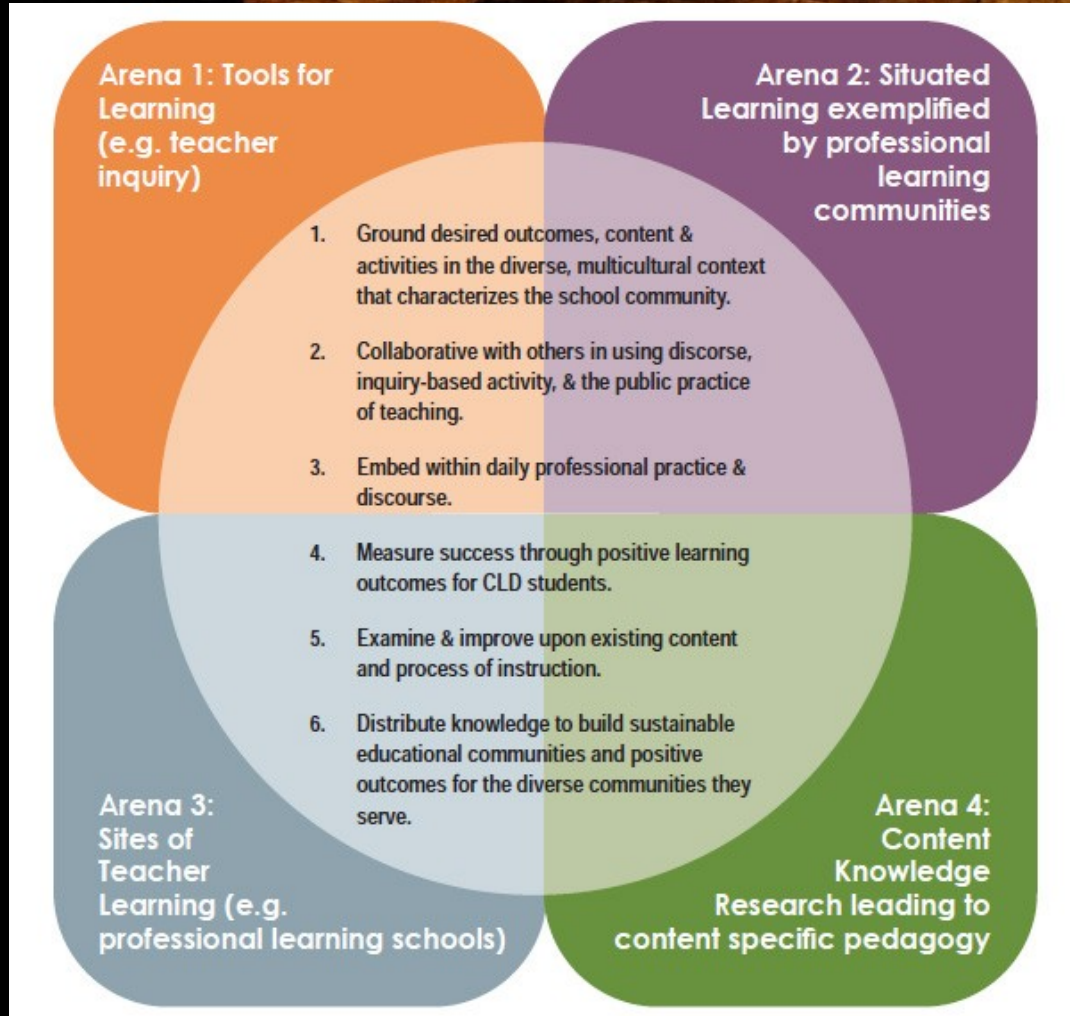 Arena 1: Tools for
Learning
(e.g. teacher
inquiry)
Arena 2: Situated
Learning exemplified
by professional
learning
communities
1. Ground desired outcomes, content &
activities in the diverse, multicultural context
that characterizes the school community.
2. Collaborative with others in using discorse,
inquiry-based activity, & the public practice
of teaching.
3. Embed within daily professional practice &
discourse.
4. Measure success through positive learning
outcomes for CLD students.
5. Examine & improve upon existing content
and process of instruction.
6. Distribute knowledge to build sustainable
educational communities and positive
outcomes for the diverse communities they
serve.
Arena 3:
Sites of
Teacher
Learning (e.g.
professional learning schools)
Arena 4:
Content
Knowledge
Research leading to
content specific pedagogy